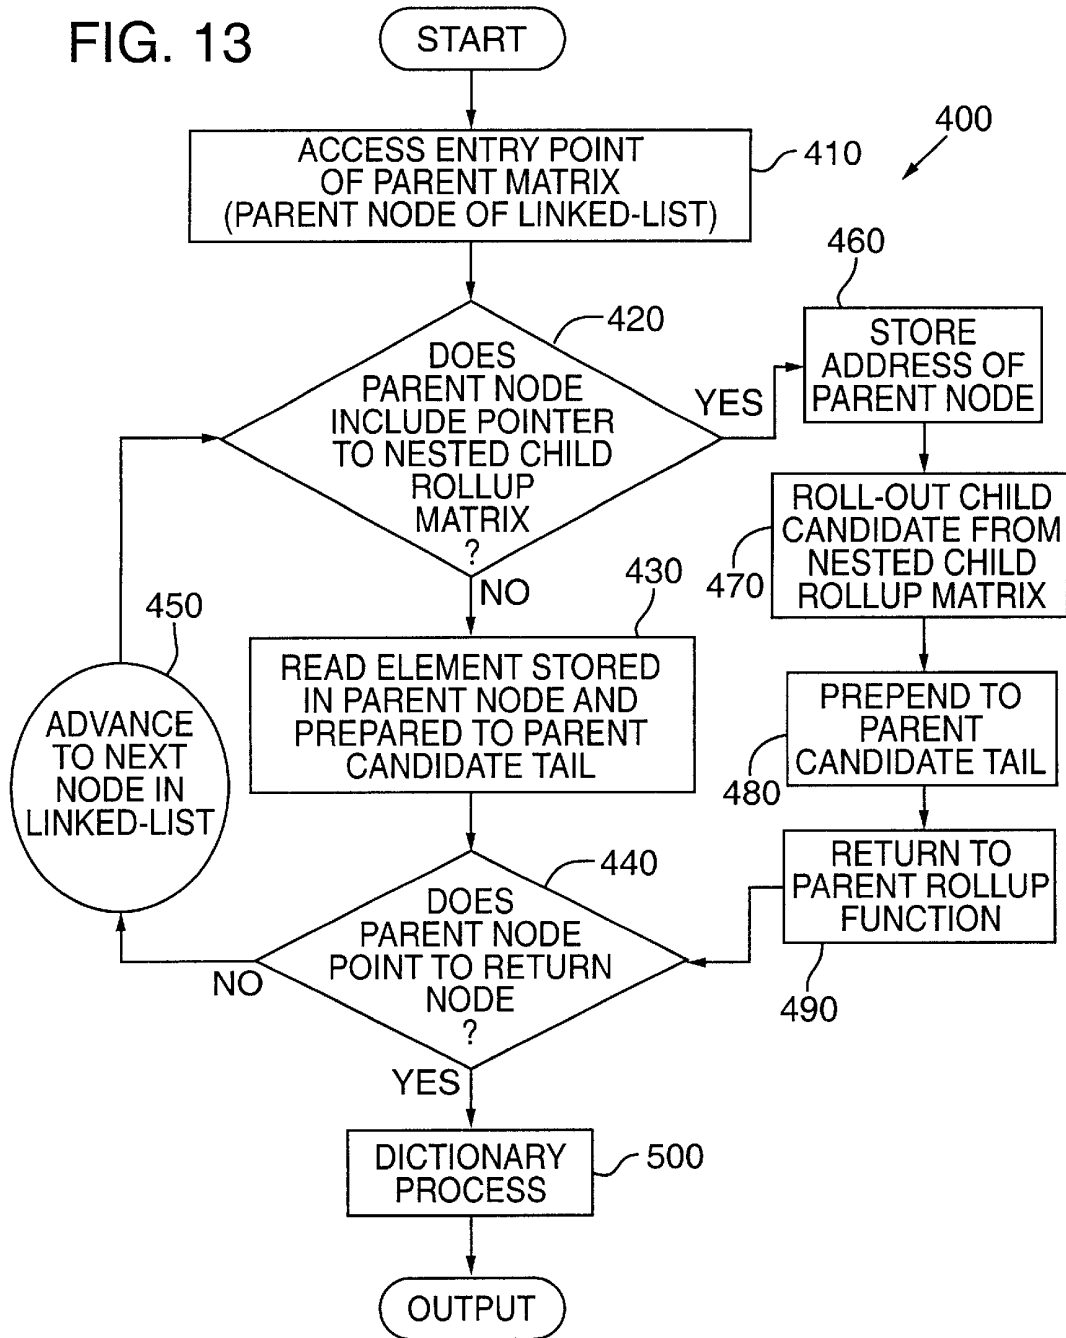 FIG. 13
START
400
ACCESS ENTRY POINT
OF PARENT MATRIX
(PARENT NODE OF LINKED-LIST)
410
420
DOES
PARENT NODE
INCLUDE POINTER
TO NESTED CHILD
ROLLUP
MATRIX
?
YES
NO
460
STORE
ADDRESS OF
PARENT NODE
ROLL-OUT CHILD
CANDIDATE FROM
NESTED CHILD
ROLLUP MATRIX
470
430
READ ELEMENT STORED
IN PARENT NODE AND
PREPARED TO PARENT
CANDIDATE TAIL
450
ADVANCE
TO NEXT
NODE IN
LINKED-LIST
PREPEND TO
PARENT
CANDIDATE TAIL
480
440
DOES
PARENT NODE
POINT TO RETURN
NODE
?
NO
YES
RETURN TO
PARENT ROLLUP
FUNCTION
490
DICTIONARY
PROCESS
500
OUTPUT